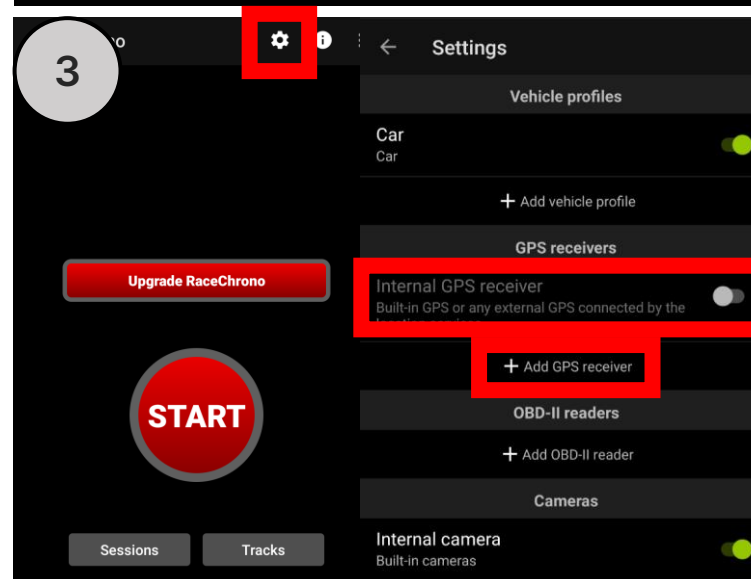 3
Settings
Vehicle profiles
Car
Car
+ Add vehicle profile
GPS receivers
Internal GPS receiver
Built-in GPS or any external GPS connected by the
+ Add GPS receiver
OBD-II readers
+ Add OBD-II reader
Cameras
Internal camera
Built-in cameras
Upgrade RaceChrono
START
Sessions
Tracks